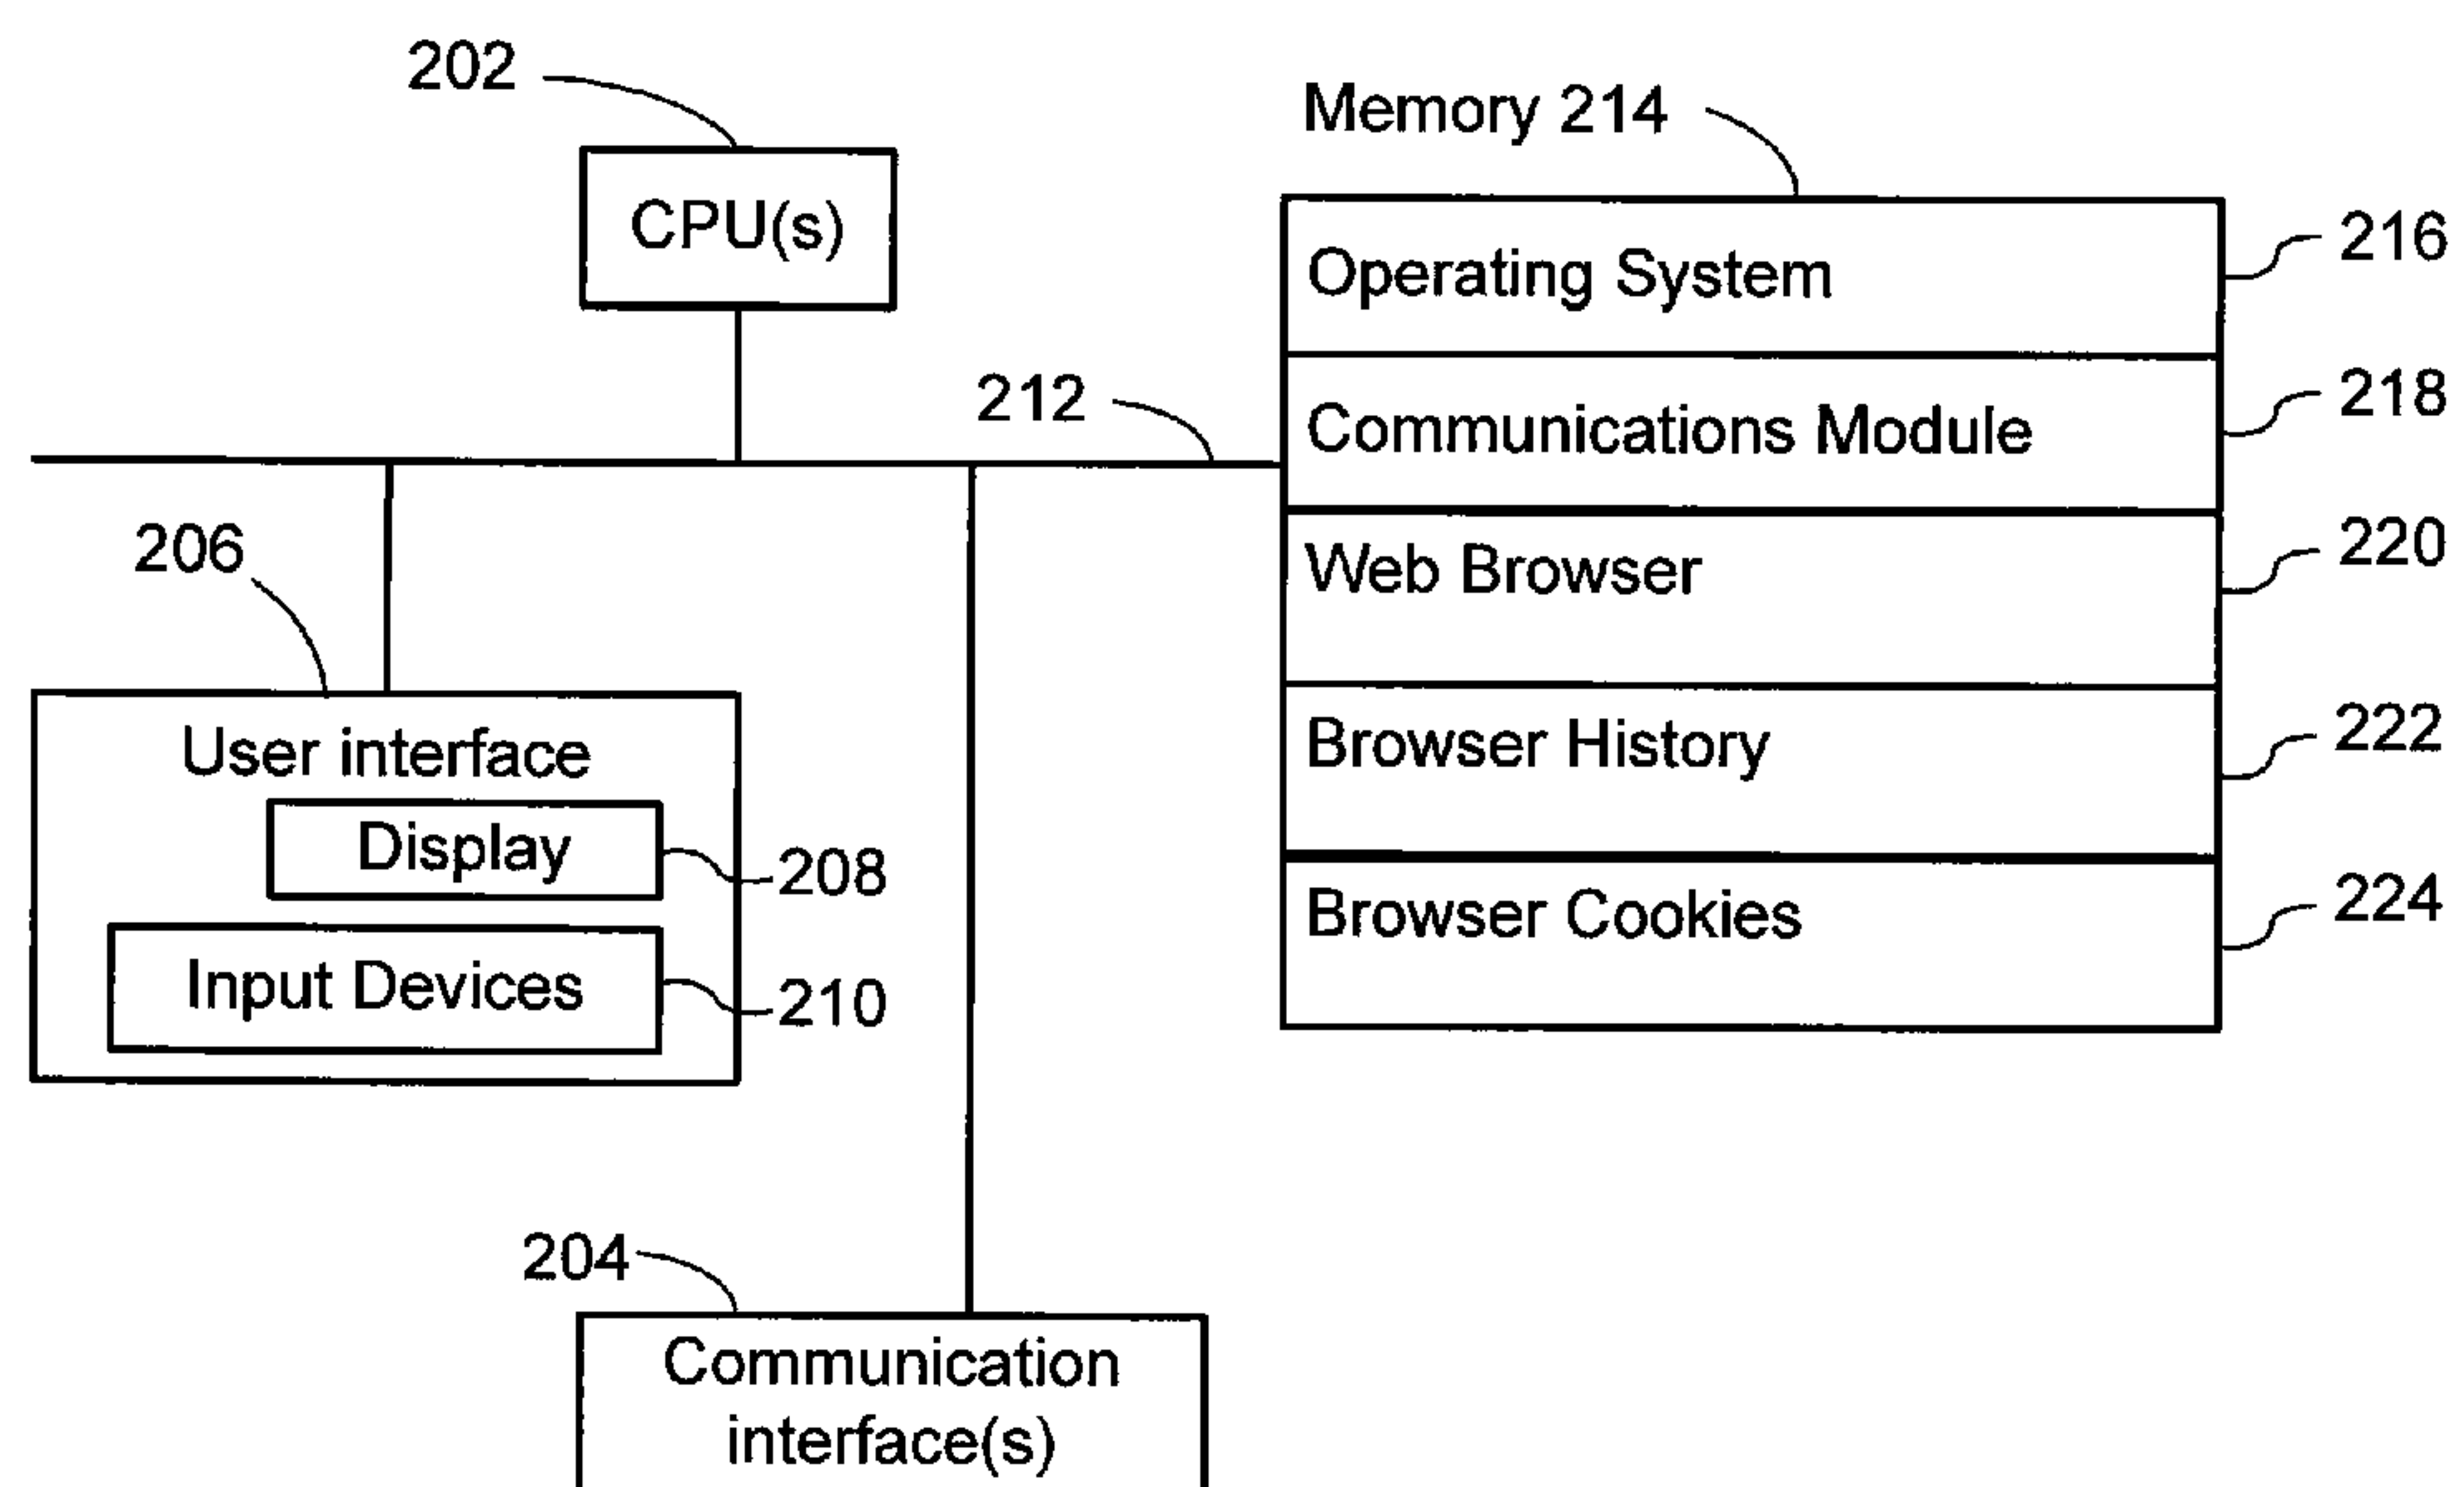 202
CPU(s)
Memory 214
Operating System
216
212
Communications Module
218
Web Browser
220
Browser History
222
Browser Cookies
224
206
User interface
Display
208
Input Devices
210
204
Communication
interface(s)